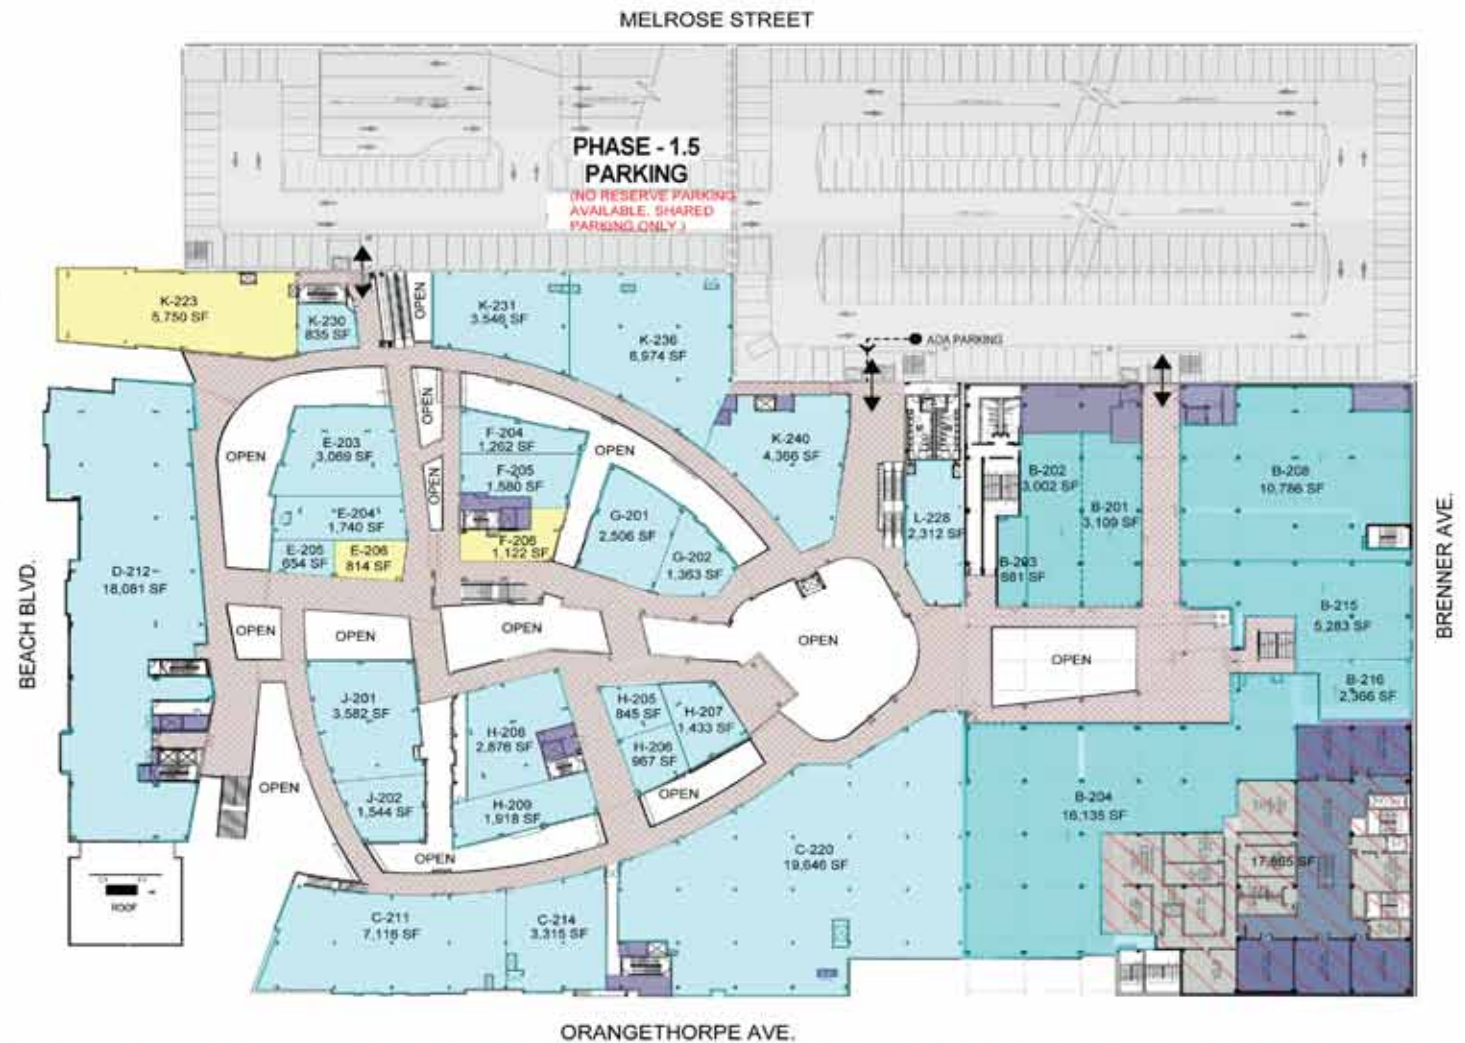 MELROSE STREET
PHASE - 1.5
PARKING
(NO RESERVE PARKING
AVAILABLE. SHARED
PARKING ONLY.)
ADA PARKING
K-223
5,750 SF
K-230
835 SF
OPEN
K-231
3,546 SF
K-236
8,974 SF
K-240
4,366 SF
OPEN
E-203
3,069 SF
E-204
1,740 SF
E-205
654 SF
E-206
814 SF
OPEN
OPEN
F-204
1,262 SF
F-205
1,580 SF
F-206
1,122 SF
OPEN
G-201
2,506 SF
G-202
1,363 SF
L-228
2,312 SF
B-202
3,002 SF
B-201
3,109 SF
B-203
881 SF
B-208
10,786 SF
B-215
5,283 SF
B-216
2,366 SF
D-212
18,081 SF
OPEN
OPEN
OPEN
OPEN
OPEN
J-201
3,582 SF
J-202
1,544 SF
H-208
2,876 SF
H-209
1,918 SF
H-205
845 SF
H-207
1,433 SF
H-206
967 SF
OPEN
OPEN
OPEN
B-204
16,135 SF
C-220
19,646 SF
C-211
7,116 SF
C-214
3,315 SF
ROOF
BEACH BLVD.
BRENNER AVE.
ORANGETHORPE AVE.